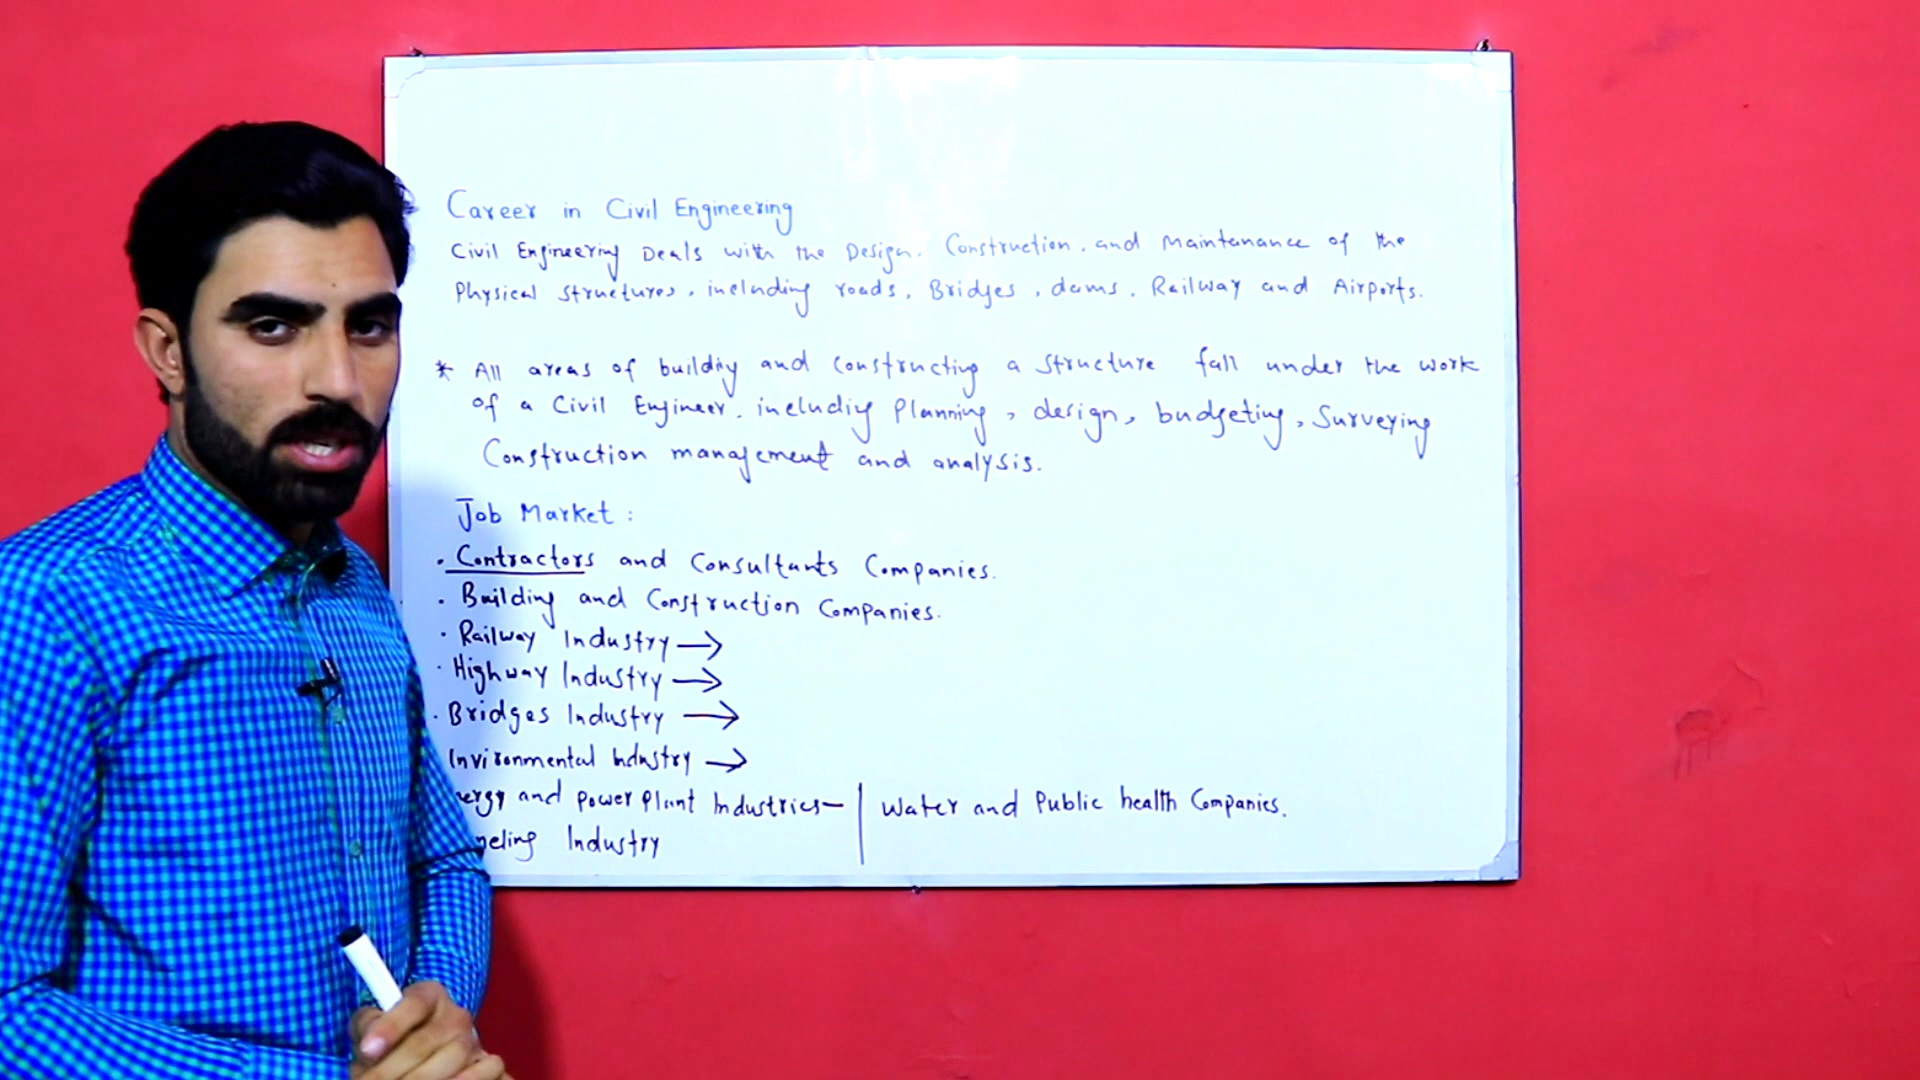 Career in Civil Engineering
Civil Engineering Deals with the Design. Construction. and Maintanance of the
Physical structures, including roads, Bridges, dams. Railway and Airports.
* All areas of buildiy and constructing a structure fall under the work
of a Civil Engineer. includiy Planning, design, budgeting, Surveying
Construction management and analysis.
Job Market:
. Contractors and Consultants Companies.
. Building and Construction Companies.
. Railway Industry →
. Highway Industry →
. Bridges Industry →
Invironmental Industry →
and power plant Industries— | Water and Public health Companies.
Industry